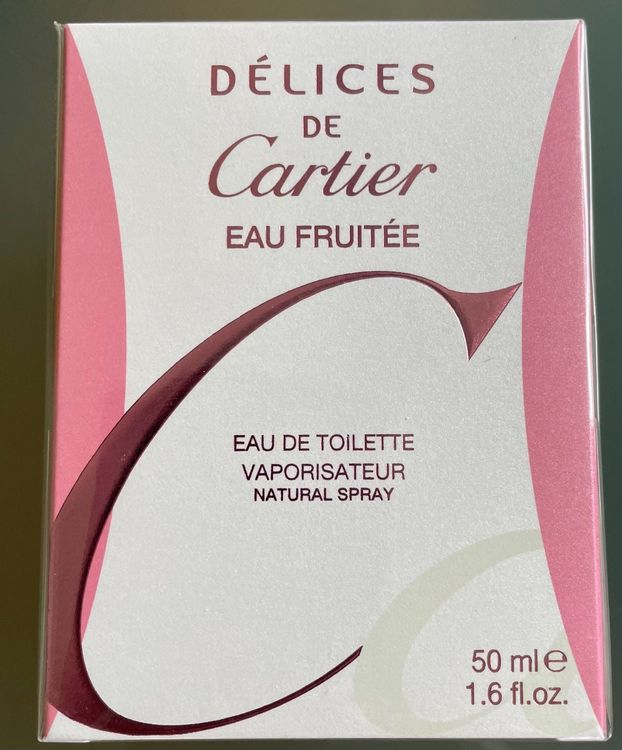 DÉLICES
DE
Cartier
EAU FRUITÉE
EAU DE TOILETTE
VAPORISATEUR
NATURAL SPRAY
50 ml ℮
1.6 fl.oz.